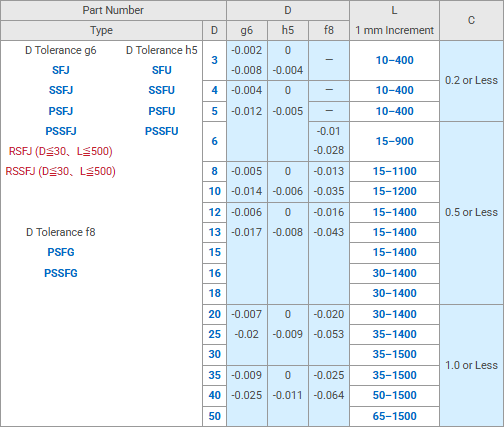 Part Number D L C
Type D g6 h5 f8 1 mm Increment
D Tolerance g6 D Tolerance h5
SFJ SFU
SSFJ SSFU
PSFJ PSFU
PSSFJ PSSFU
RSFJ (D≦30、L≦500)
RSSFJ (D≦30、L≦500)
D Tolerance f8
PSFG
PSSFG
3 -0.002 0 — 10–400 0.2 or Less
-0.008 -0.004
4 -0.004 0 — 10–400
5 -0.012 -0.005 — 10–400
6 -0.01 15–900 0.5 or Less
-0.028
8 -0.005 0 -0.013 15–1100
10 -0.014 -0.006 -0.035 15–1200
12 -0.006 0 -0.016 15–1400
13 -0.017 -0.008 -0.043 15–1400
15 15–1400
16 30–1400
18 30–1400
20 -0.007 0 -0.020 30–1400 1.0 or Less
25 -0.02 -0.009 -0.053 35–1400
30 35–1500
35 -0.009 0 -0.025 35–1500
40 -0.025 -0.011 -0.064 50–1500
50 65–1500